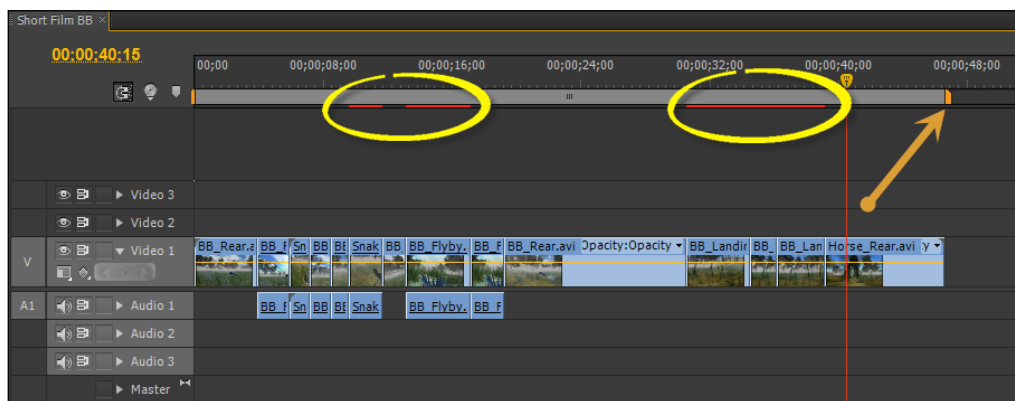 Short Film BB ×
00;00;40;15
00;00 00;00;08;00 00;00;16;00 00;00;24;00 00;00;32;00 00;00;40;00 00;00;48;00
Video 3
Video 2
V Video 1 BB_Rear.a BB_F Sn BB BE Snak BB BB_Flyby. BB_F BB_Rear.avi Opacity:Opacity BB_Landir BB_ BB_Lan Horse_Rear.avi y
A1 Audio 1 BB_F Sn BB BE Snak BB_Flyby. BB_F
Audio 2
Audio 3
Master